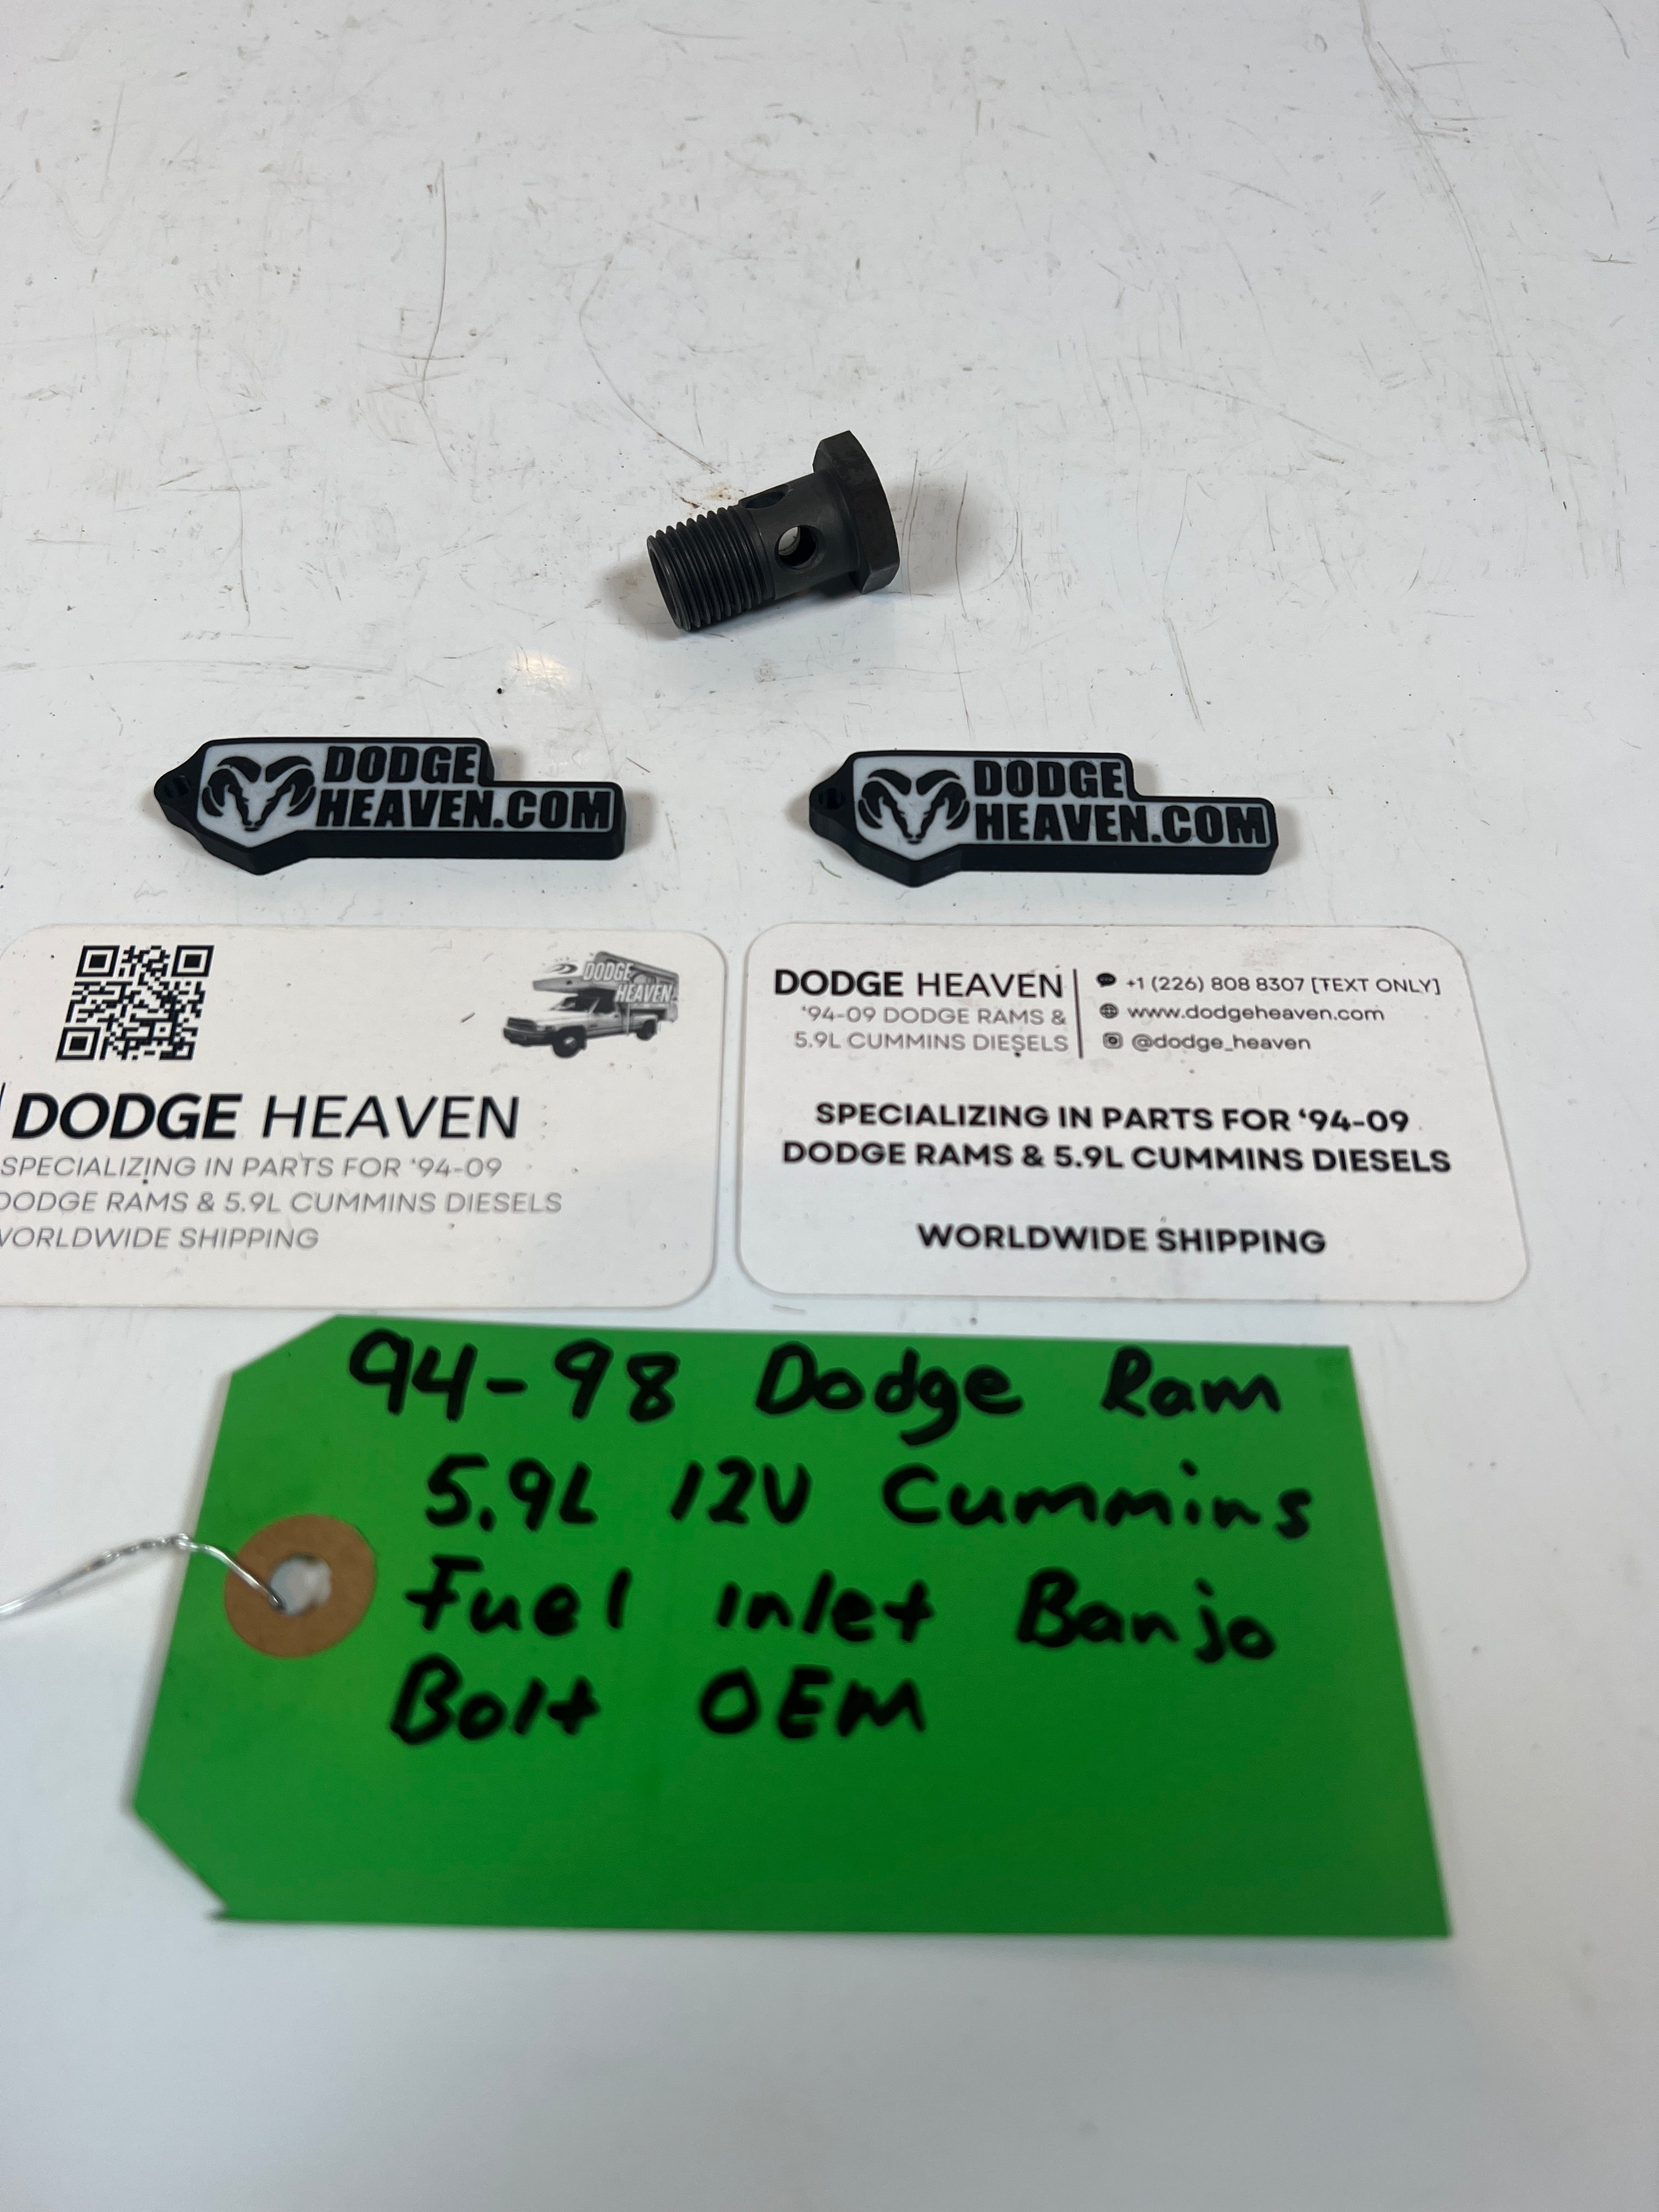 DODGE
HEAVEN.COM
DODGE
HEAVEN.COM
DODGE
HEAVEN
DODGE HEAVEN
SPECIALIZING IN PARTS FOR ‘94-09
DODGE RAMS & 5.9L CUMMINS DIESELS
WORLDWIDE SHIPPING
DODGE HEAVEN
‘94-09 DODGE RAMS &
5.9L CUMMINS DIESELS
+1 (226) 808 8307 [TEXT ONLY]
www.dodgeheaven.com
@dodge_heaven
SPECIALIZING IN PARTS FOR ‘94-09
DODGE RAMS & 5.9L CUMMINS DIESELS
WORLDWIDE SHIPPING
94-98 Dodge Ram
5.9L 12V Cummins
Fuel Inlet Banjo
Bolt OEM